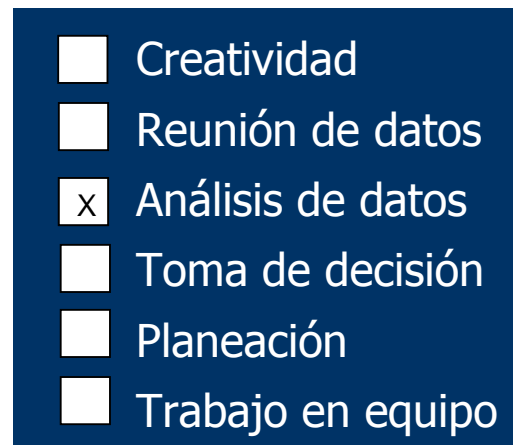 Creatividad
Reunión de datos
x Análisis de datos
Toma de decisión
Planeación
Trabajo en equipo